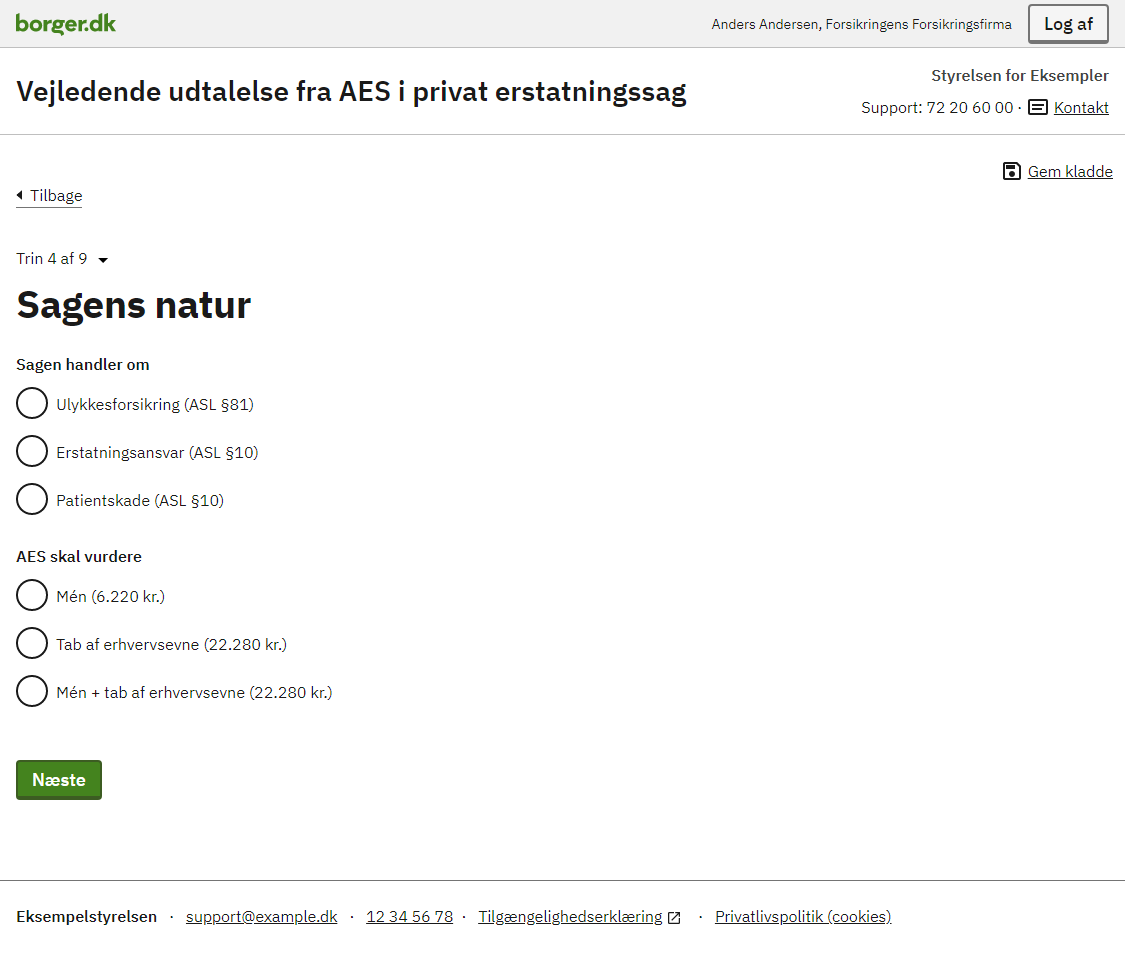 borger.dk
Anders Andersen, Forsikringens Forsikringsfirma
Log af
Vejledende udtalelse fra AES i privat erstatningssag
Styrelsen for Eksempler
Support: 72 20 60 00 · Kontakt
Gem kladde
Tilbage
Trin 4 af 9
Sagens natur
Sagen handler om
Ulykkesforsikring (ASL §81)
Erstatningsansvar (ASL §10)
Patientskade (ASL §10)
AES skal vurdere
Mén (6.220 kr.)
Tab af erhvervsevne (22.280 kr.)
Mén + tab af erhvervsevne (22.280 kr.)
Næste
Eksempelstyrelsen · support@example.dk · 12 34 56 78 · Tilgængelighedserklæring · Privatlivspolitik (cookies)